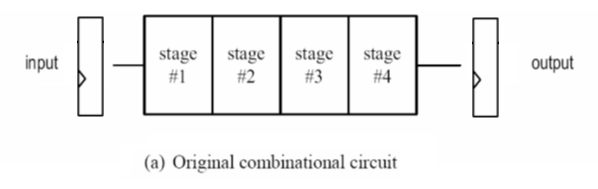 input
stage #1
stage #2
stage #3
stage #4
output
(a) Original combinational circuit